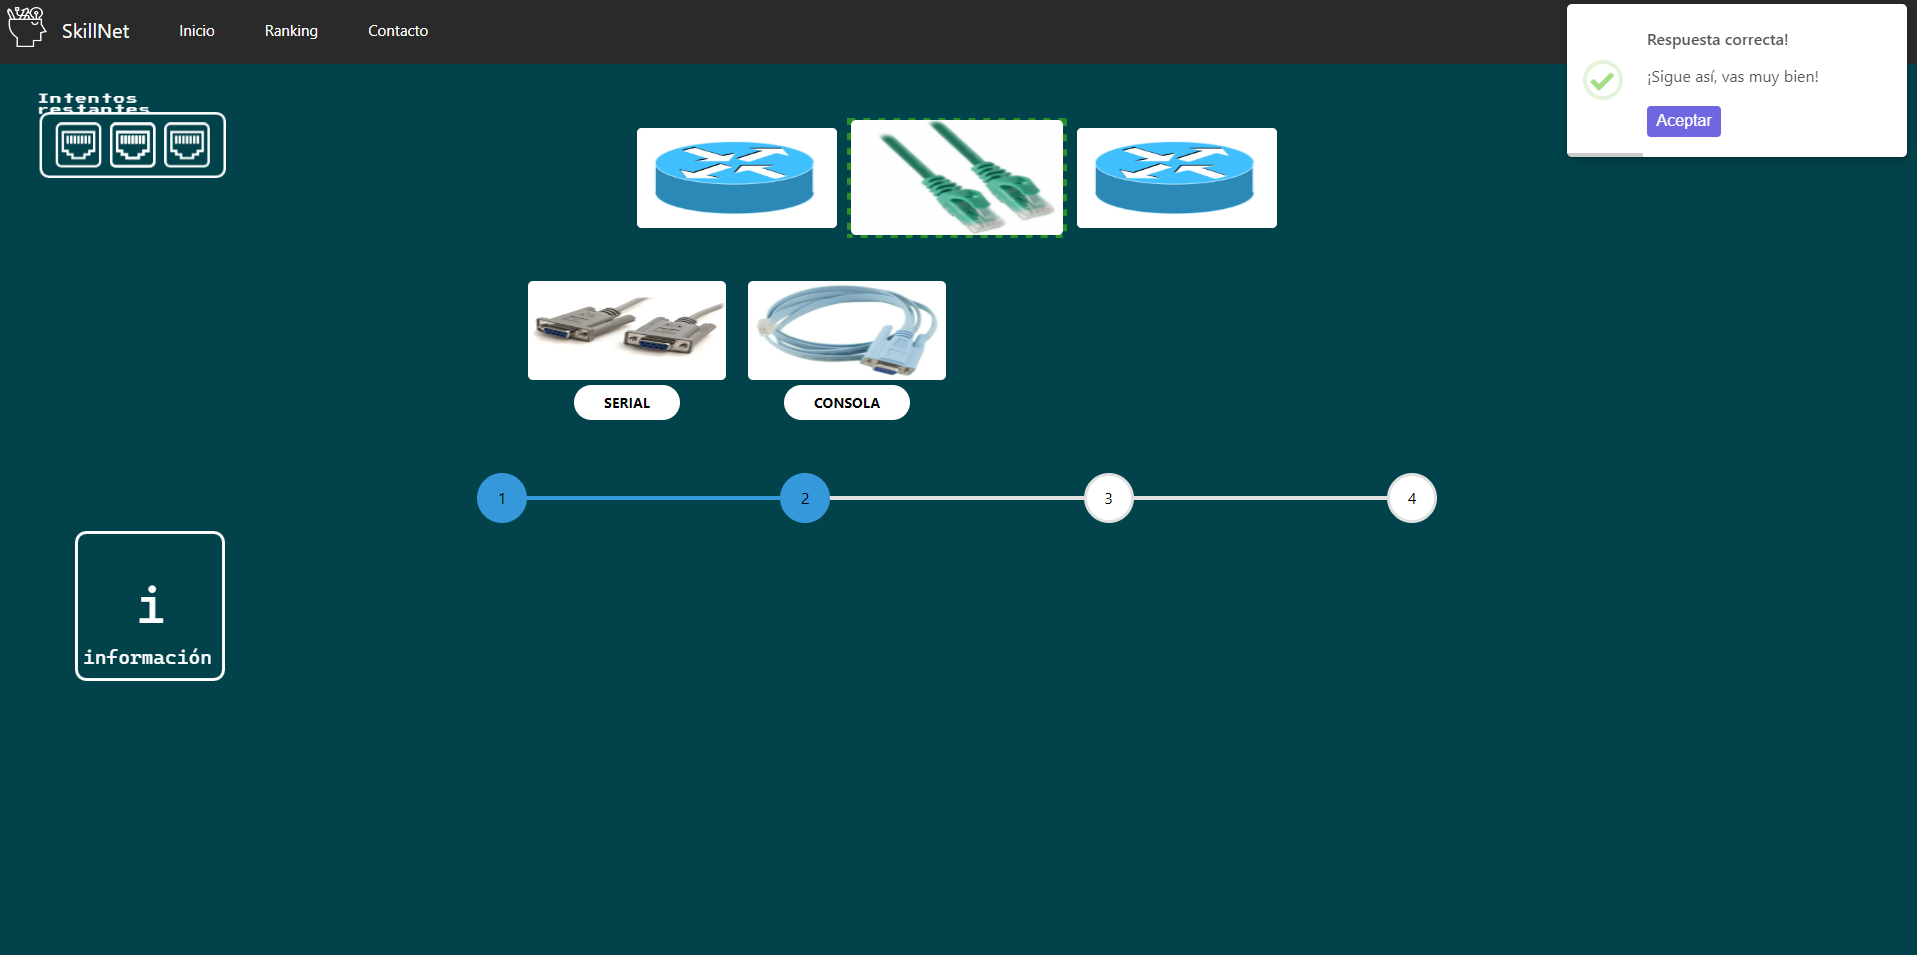 SkillNet
Inicio
Ranking
Contacto
Respuesta correcta!
¡Sigue así, vas muy bien!
Aceptar
Intentos
restantes
SERIAL
CONSOLA
1
2
3
4
i
información